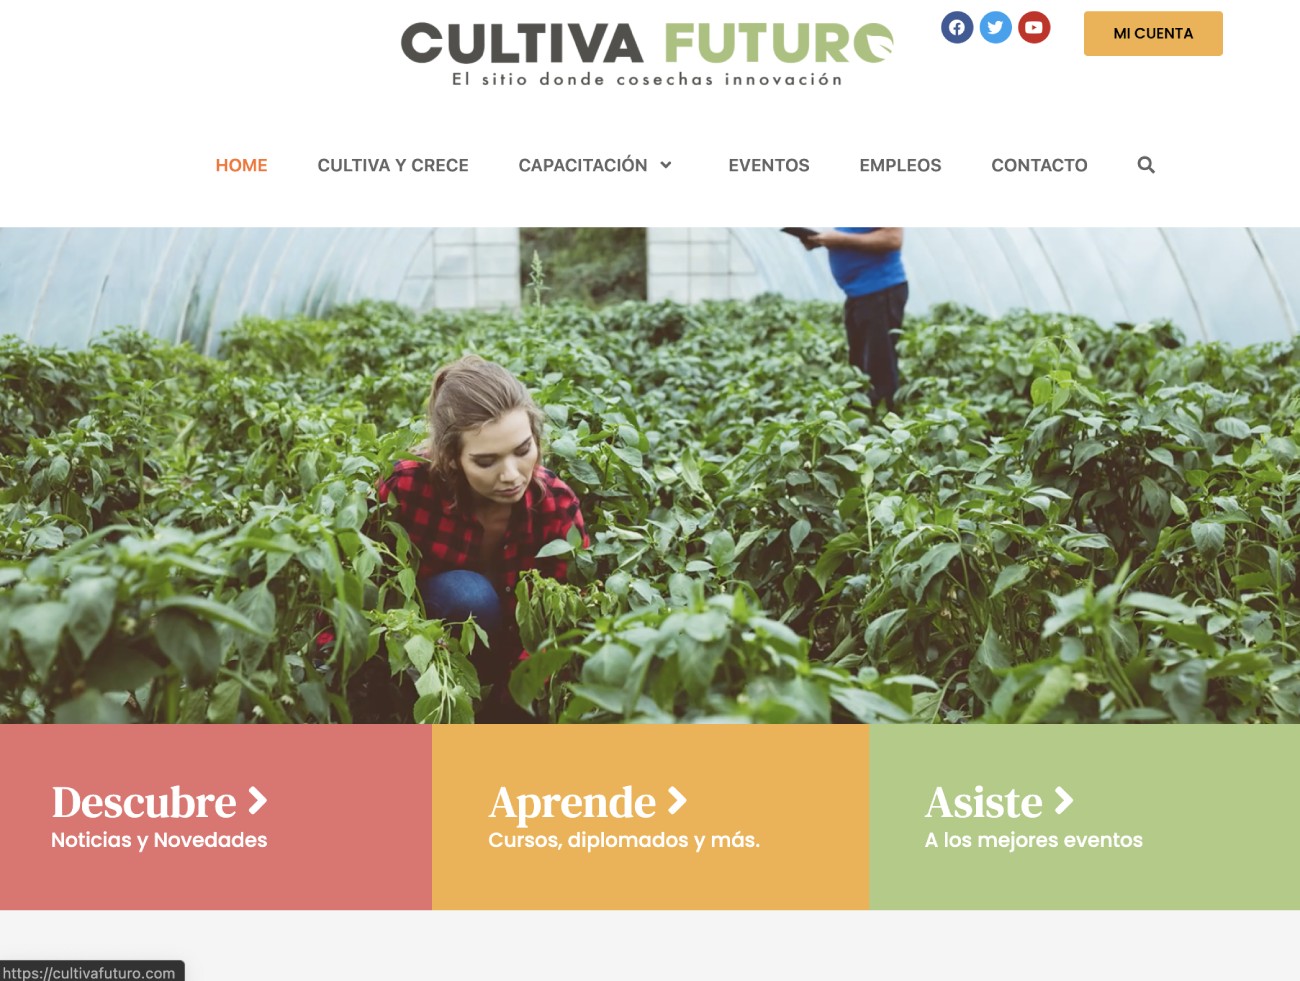 CULTIVA FUTURO
El sitio donde cosechas innovación
MI CUENTA
HOME CULTIVA Y CRECE CAPACITACIÓN EVENTOS EMPLEOS CONTACTO
Descubre
Noticias y Novedades
Aprende
Cursos, diplomados y más.
Asiste
A los mejores eventos
https://cultivafuturo.com